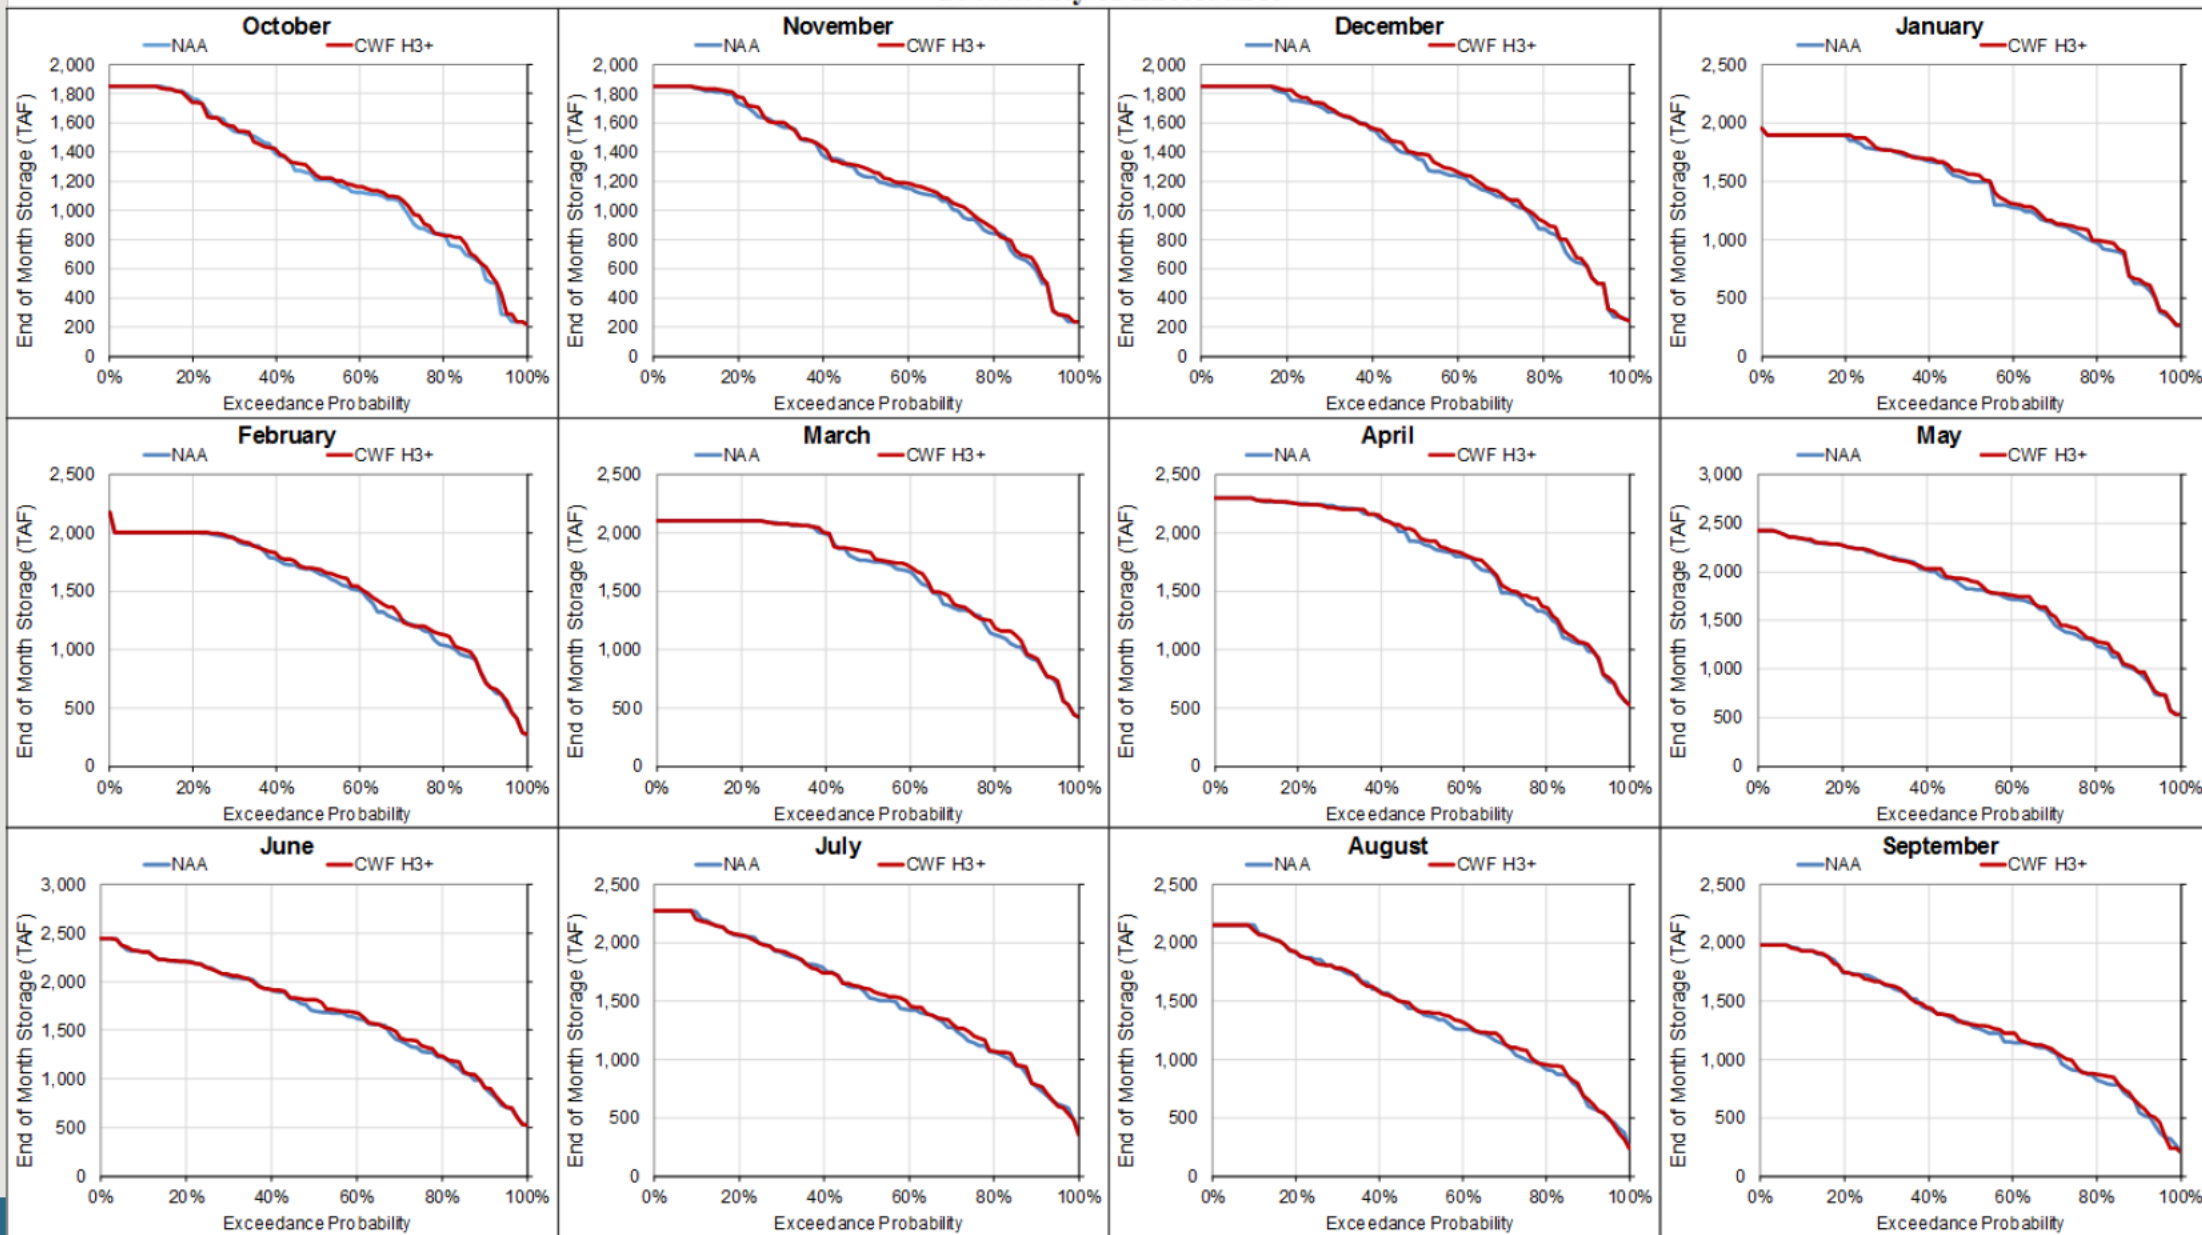 October
NAA CWF H3+
End of Month Storage (TAF)
2,000
1,800
1,600
1,400
1,200
1,000
800
600
400
200
0
0% 20% 40% 60% 80% 100%
Exceedance Probability
November
NAA CWF H3+
End of Month Storage (TAF)
2,000
1,800
1,600
1,400
1,200
1,000
800
600
400
200
0
0% 20% 40% 60% 80% 100%
Exceedance Probability
December
NAA CWF H3+
End of Month Storage (TAF)
2,000
1,800
1,600
1,400
1,200
1,000
800
600
400
200
0
0% 20% 40% 60% 80% 100%
Exceedance Probability
January
NAA CWF H3+
End of Month Storage (TAF)
2,500
2,000
1,500
1,000
500
0
0% 20% 40% 60% 80% 100%
Exceedance Probability
February
NAA CWF H3+
End of Month Storage (TAF)
2,500
2,000
1,500
1,000
500
0
0% 20% 40% 60% 80% 100%
Exceedance Probability
March
NAA CWF H3+
End of Month Storage (TAF)
2,500
2,000
1,500
1,000
500
0
0% 20% 40% 60% 80% 100%
Exceedance Probability
April
NAA CWF H3+
End of Month Storage (TAF)
2,500
2,000
1,500
1,000
500
0
0% 20% 40% 60% 80% 100%
Exceedance Probability
May
NAA CWF H3+
End of Month Storage (TAF)
3,000
2,500
2,000
1,500
1,000
500
0
0% 20% 40% 60% 80% 100%
Exceedance Probability
June
NAA CWF H3+
End of Month Storage (TAF)
3,000
2,500
2,000
1,500
1,000
500
0
0% 20% 40% 60% 80% 100%
Exceedance Probability
July
NAA CWF H3+
End of Month Storage (TAF)
2,500
2,000
1,500
1,000
500
0
0% 20% 40% 60% 80% 100%
Exceedance Probability
August
NAA CWF H3+
End of Month Storage (TAF)
2,500
2,000
1,500
1,000
500
0
0% 20% 40% 60% 80% 100%
Exceedance Probability
September
NAA CWF H3+
End of Month Storage (TAF)
2,500
2,000
1,500
1,000
500
0
0% 20% 40% 60% 80% 100%
Exceedance Probability